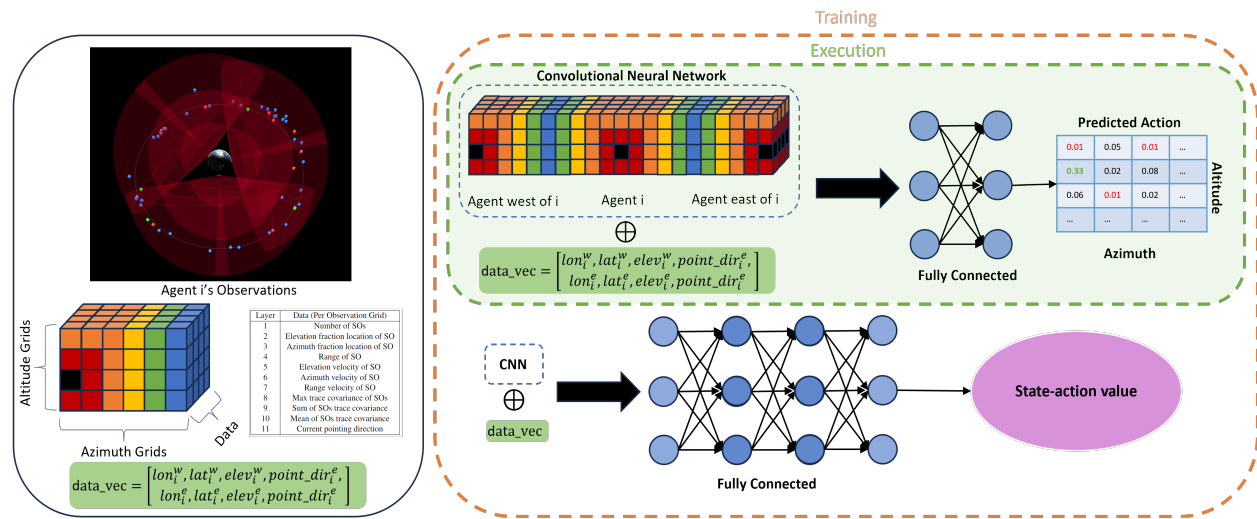 Training
Execution
Convolutional Neural Network
Agent west of i
Agent i
Agent east of i
⊕
data_vec = [lon_i^w, lat_i^w, elev_i^w, point_dir_i^e,
lon_i^e, lat_i^e, elev_i^e, point_dir_i^e]
Fully Connected
Predicted Action
0.01 0.05 0.01 ...
0.33 0.02 0.08 ...
0.06 0.01 0.02 ...
... ... ... ...
Altitude
Azimuth
Agent i's Observations
Altitude Grids
Azimuth Grids
Data
Layer Data (Per Observation Grid)
1 Number of SOs
2 Elevation fraction location of SO
3 Azimuth fraction location of SO
4 Range of SO
5 Elevation velocity of SO
6 Azimuth velocity of SO
7 Range velocity of SO
8 Max trace covariance of SOs
9 Sum of SOs trace covariance
10 Mean of SOs trace covariance
11 Current pointing direction
data_vec = [lon_i^w, lat_i^w, elev_i^w, point_dir_i^e,
lon_i^e, lat_i^e, elev_i^e, point_dir_i^e]
CNN
⊕
data_vec
Fully Connected
State-action value